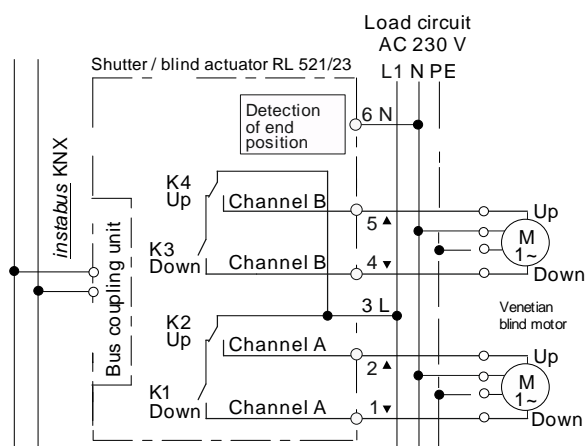 Load circuit
AC 230 V
L1 N PE
Shutter / blind actuator RL 521/23
6 N
Detection
of end
position
instabus KNX
Bus coupling unit
K4
Up
Channel B
5 ▲
Up
M
1~
K3
Down
Channel B
4 ▼
Down
Venetian
blind motor
3 L
K2
Up
Channel A
2 ▲
Up
M
1~
K1
Down
Channel A
1 ▼
Down